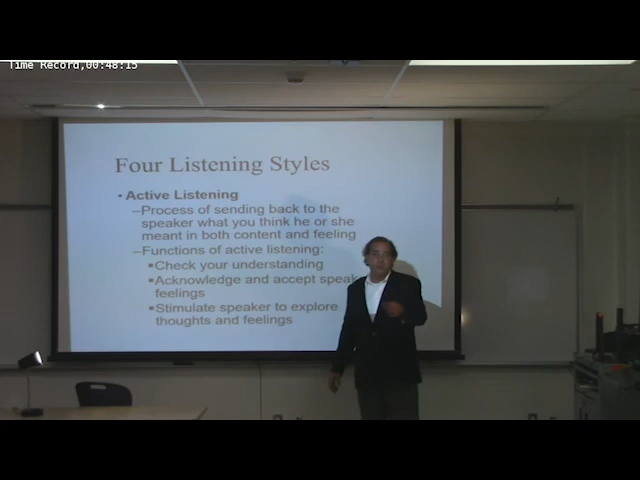 Time Record,00:48:15
Four Listening Styles
• Active Listening
–Process of sending back to the
speaker what you think he or she
meant in both content and feeling
–Functions of active listening:
▪Check your understanding
▪Acknowledge and accept speak
feelings
▪Stimulate speaker to explore
thoughts and feelings